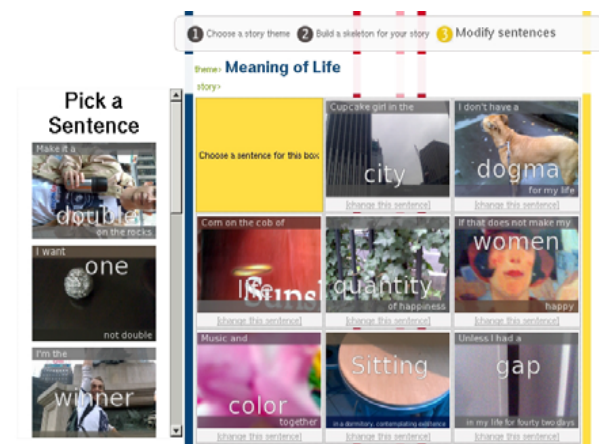 1 Choose a story theme 2 Build a skeleton for your story 3 Modify sentences
theme› Meaning of Life
story›
Pick a
Sentence
Make it a
double
on the rocks
I want
one
not double
I'm the
winner
Choose a sentence for this box
Cupcake girl in the
city
[change this sentence]
I don't have a
dogma
for my life
[change this sentence]
Corn on the cob of
life
Suns
[change this sentence]
quantity
of happiness
[change this sentence]
If that does not make my
women
happy
[change this sentence]
Music and
color
together
[change this sentence]
Sitting
in a dormitory, contemplating exititence
[change this sentence]
Unless I had a
gap
in my life for fourty two days
[change this sentence]